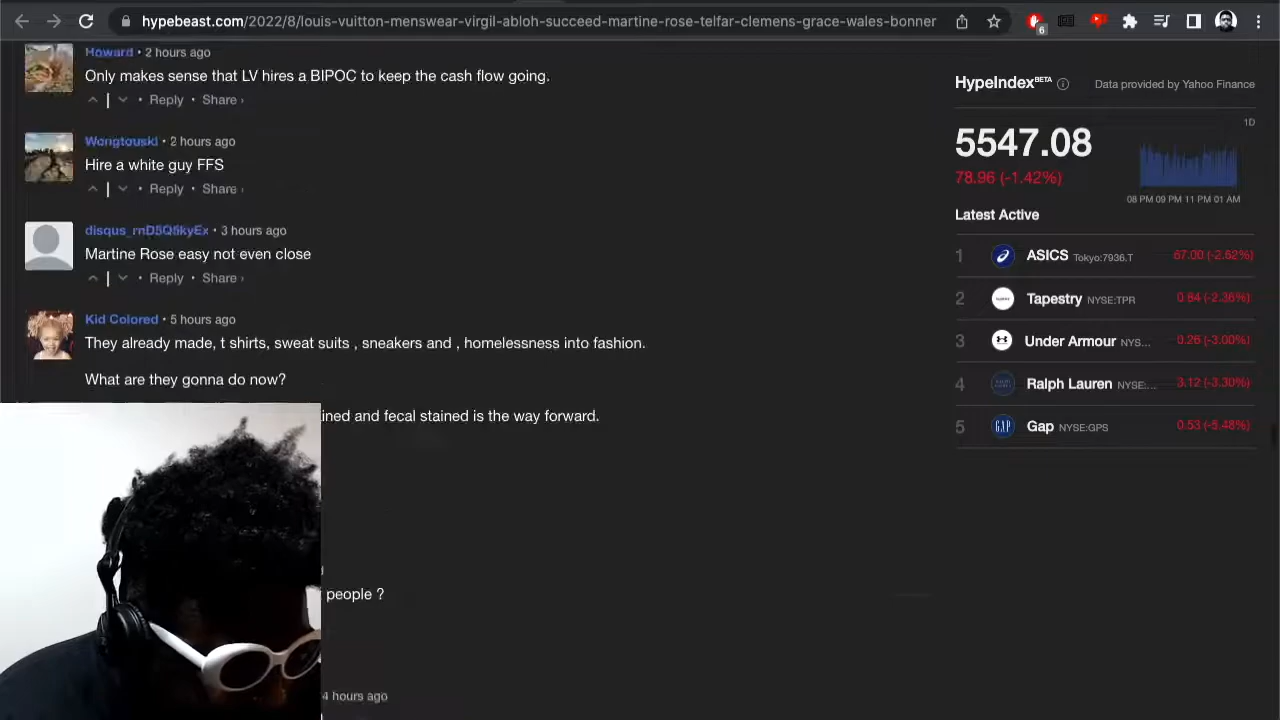 hypebeast.com/2022/8/louis-vuitton-menswear-virgil-abloh-succeed-martine-rose-telfar-clemens-grace-wales-bonner
6
Howard • 2 hours ago
Only makes sense that LV hires a BIPOC to keep the cash flow going.
• Reply • Share ›
Wongtouski • 2 hours ago
Hire a white guy FFS
• Reply • Share ›
disqus_rnD5Q5kyEx • 3 hours ago
Martine Rose easy not even close
• Reply • Share ›
Kid Colored • 5 hours ago
They already made, t shirts, sweat suits , sneakers and , homelessness into fashion.
What are they gonna do now?
ined and fecal stained is the way forward.
people ?
4 hours ago
HypeIndex BETA
Data provided by Yahoo Finance
5547.08
1D
78.96 (-1.42%)
08 PM 09 PM 11 PM 01 AM
Latest Active
1 ASICS Tokyo:7936.T 67.00 (-2.62%)
2 Tapestry NYSE:TPR 0.84 (-2.36%)
3 Under Armour NYS... 0.26 (-3.00%)
4 Ralph Lauren NYSE:... 3.12 (-3.30%)
5 GAP Gap NYSE:GPS 0.53 (-5.48%)